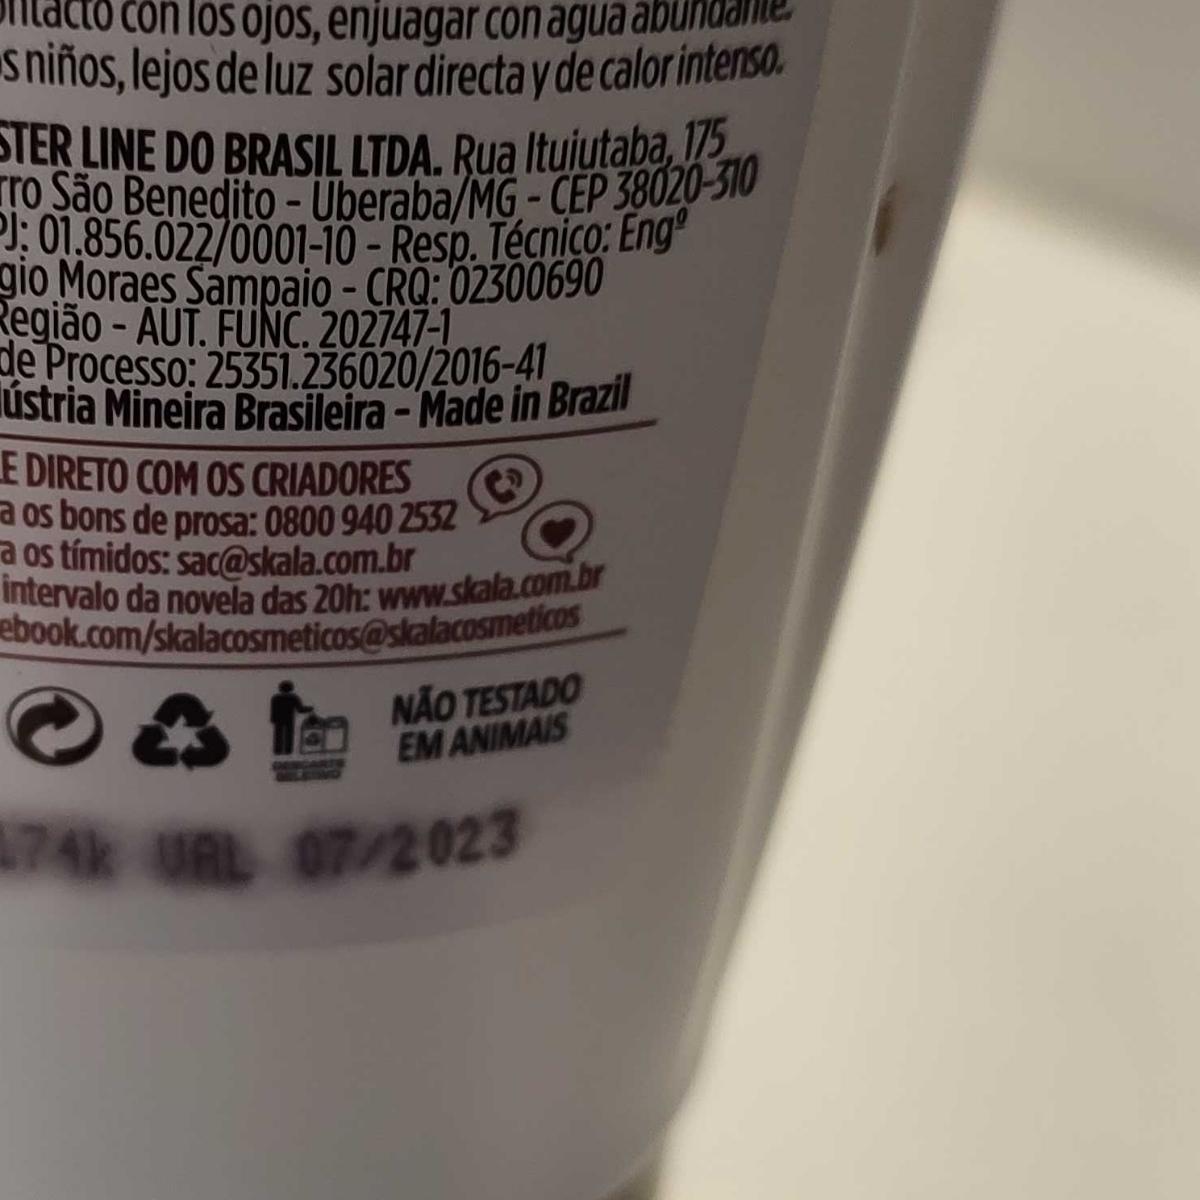 ntacto con los ojos, enjuagar con agua abundante.
s niños, lejos de luz solar directa y de calor intenso.
STER LINE DO BRASIL LTDA. Rua Ituiutaba, 175
rro São Benedito - Uberaba/MG - CEP 38020-310
PJ: 01.856.022/0001-10 - Resp. Técnico: Engº
gio Moraes Sampaio - CRQ: 02300690
Região - AUT. FUNC. 202747-1
de Processo: 25351.236020/2016-41
dústria Mineira Brasileira - Made in Brazil
LE DIRETO COM OS CRIADORES
a os bons de prosa: 0800 940 2532
a os tímidos: sac@skala.com.br
intervalo da novela das 20h: www.skala.com.br
ebook.com/skalacosmeticos@skalacosmeticos
NÃO TESTADO
EM ANIMAIS
DESCARTE
SELETIVO
174k VAL 07/2023